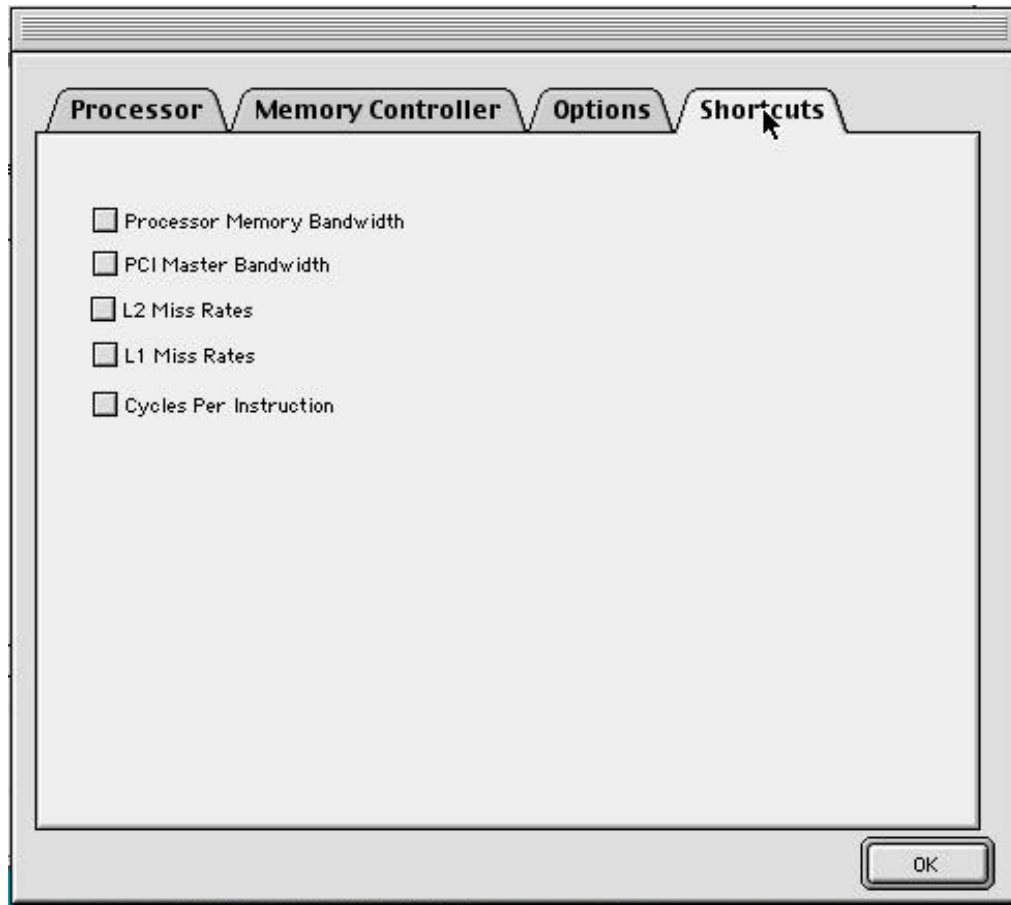 Processor Memory Controller Options Shortcuts
Processor Memory Bandwidth
PCI Master Bandwidth
L2 Miss Rates
L1 Miss Rates
Cycles Per Instruction
OK